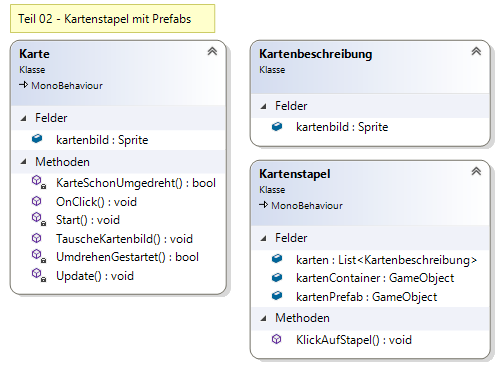 Teil 02 - Kartenstapel mit Prefabs
Karte
Klasse
MonoBehaviour
Felder
kartenbild : Sprite
Methoden
KarteSchonUmgedreht() : bool
OnClick() : void
Start() : void
TauscheKartenbild() : void
UmdrehenGestartet() : bool
Update() : void
Kartenbeschreibung
Klasse
Felder
kartenbild : Sprite
Kartenstapel
Klasse
MonoBehaviour
Felder
karten : List<Kartenbeschreibung>
kartenContainer : GameObject
kartenPrefab : GameObject
Methoden
KlickAufStapel() : void